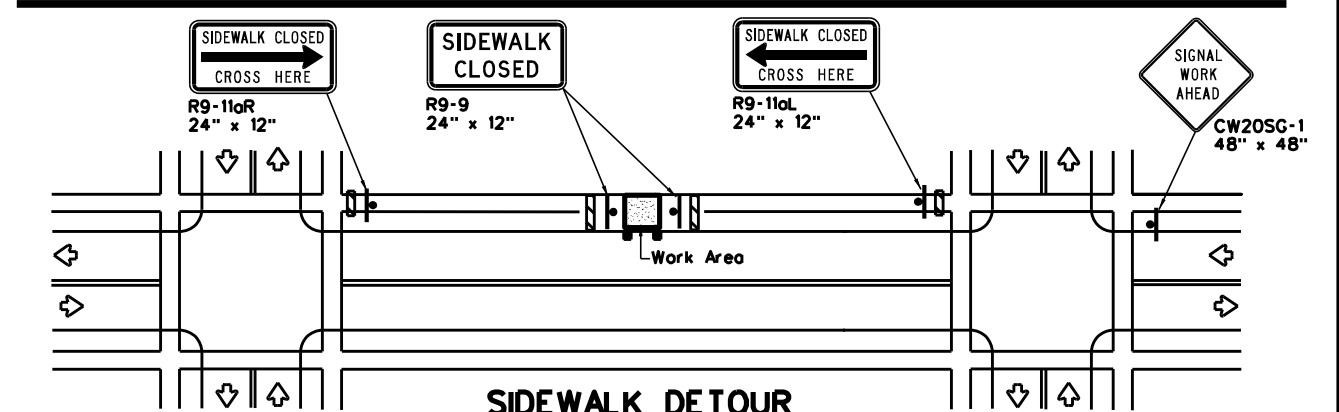 SIDEWALK CLOSED
CROSS HERE
R9-11aR
24" x 12"
SIDEWALK
CLOSED
R9-9
24" x 12"
SIDEWALK CLOSED
CROSS HERE
R9-11aL
24" x 12"
SIGNAL
WORK
AHEAD
CW20SG-1
48" x 48"
Work Area
SIDEWALK DETOUR